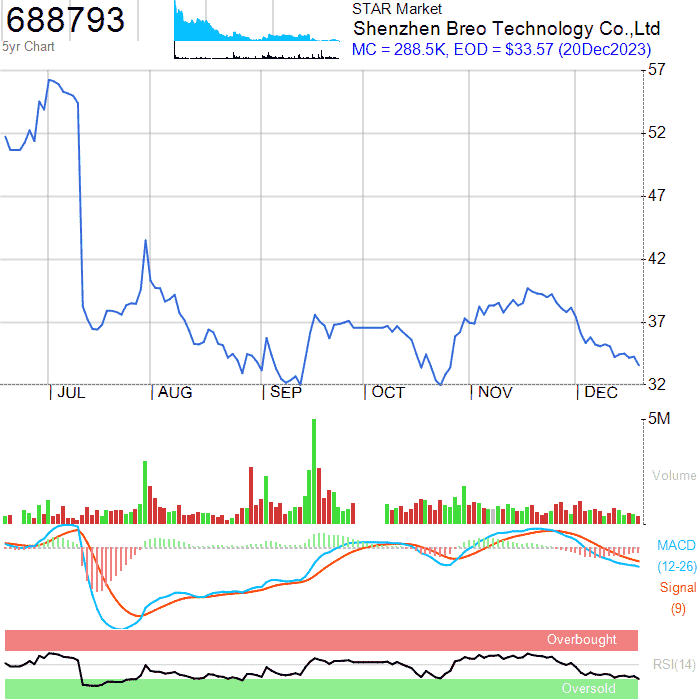 688793
5yr Chart
STAR Market
Shenzhen Breo Technology Co.,Ltd
MC = 288.5K, EOD = $33.57 (20Dec2023)
57
52
47
42
37
32
JUL AUG SEP OCT NOV DEC
5M
Volume
MACD
(12-26)
Signal
(9)
Overbought
RSI(14)
Oversold